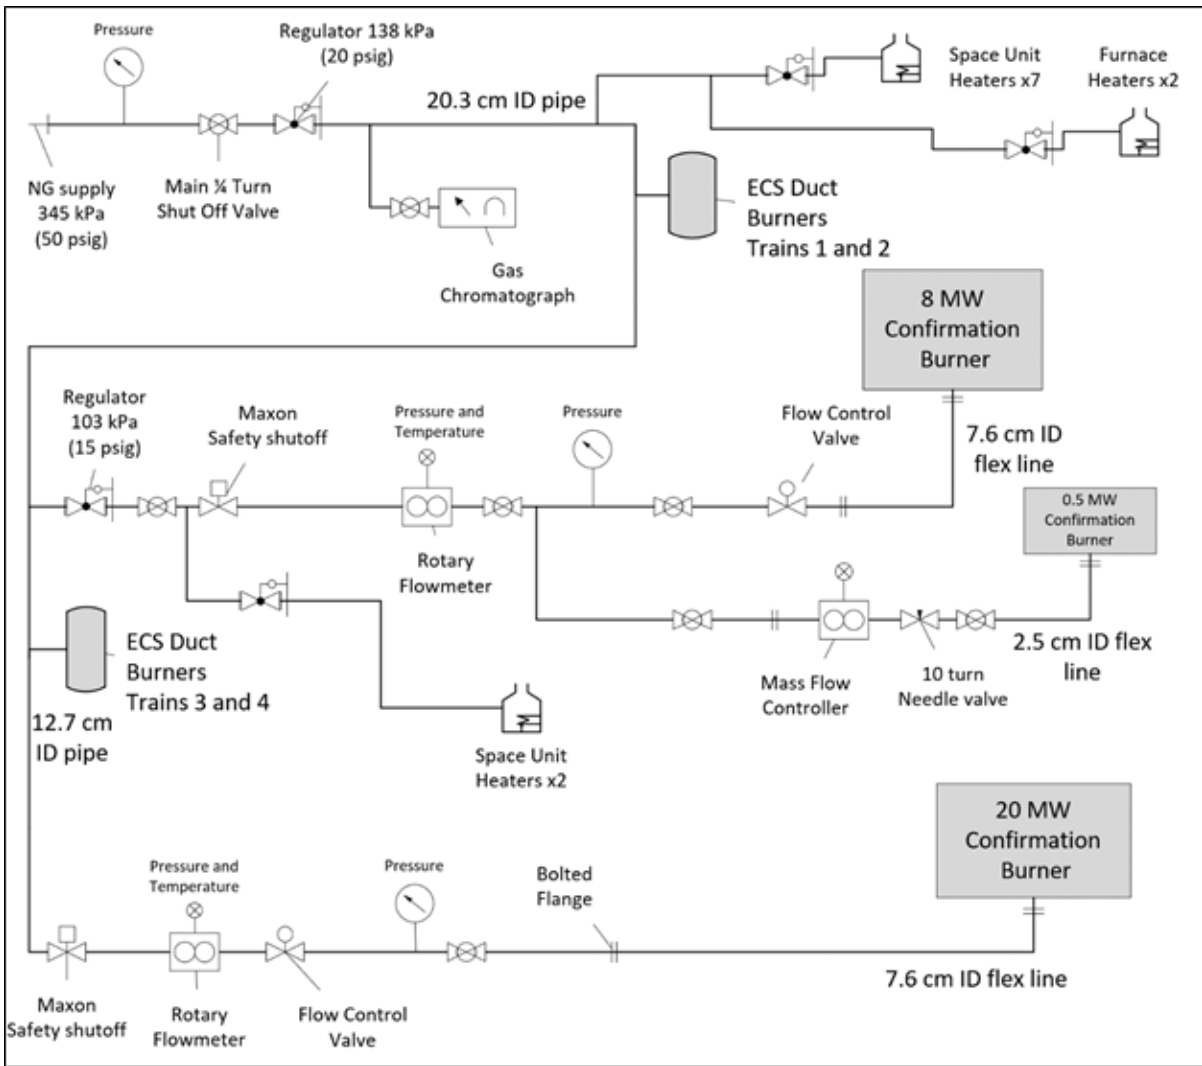 Pressure
Regulator 138 kPa
(20 psig)
20.3 cm ID pipe
Space Unit
Heaters x7
Furnace
Heaters x2
NG supply
345 kPa
(50 psig)
Main ¼ Turn
Shut Off Valve
Gas
Chromatograph
ECS Duct
Burners
Trains 1 and 2
8 MW
Confirmation
Burner
Regulator
103 kPa
(15 psig)
Maxon
Safety shutoff
Pressure and
Temperature
Pressure
Flow Control
Valve
7.6 cm ID
flex line
0.5 MW
Confirmation
Burner
Rotary
Flowmeter
ECS Duct
Burners
Trains 3 and 4
12.7 cm
ID pipe
Mass Flow
Controller
10 turn
Needle valve
2.5 cm ID flex
line
Space Unit
Heaters x2
20 MW
Confirmation
Burner
Pressure and
Temperature
Pressure
Bolted
Flange
7.6 cm ID flex line
Maxon
Safety shutoff
Rotary
Flowmeter
Flow Control
Valve